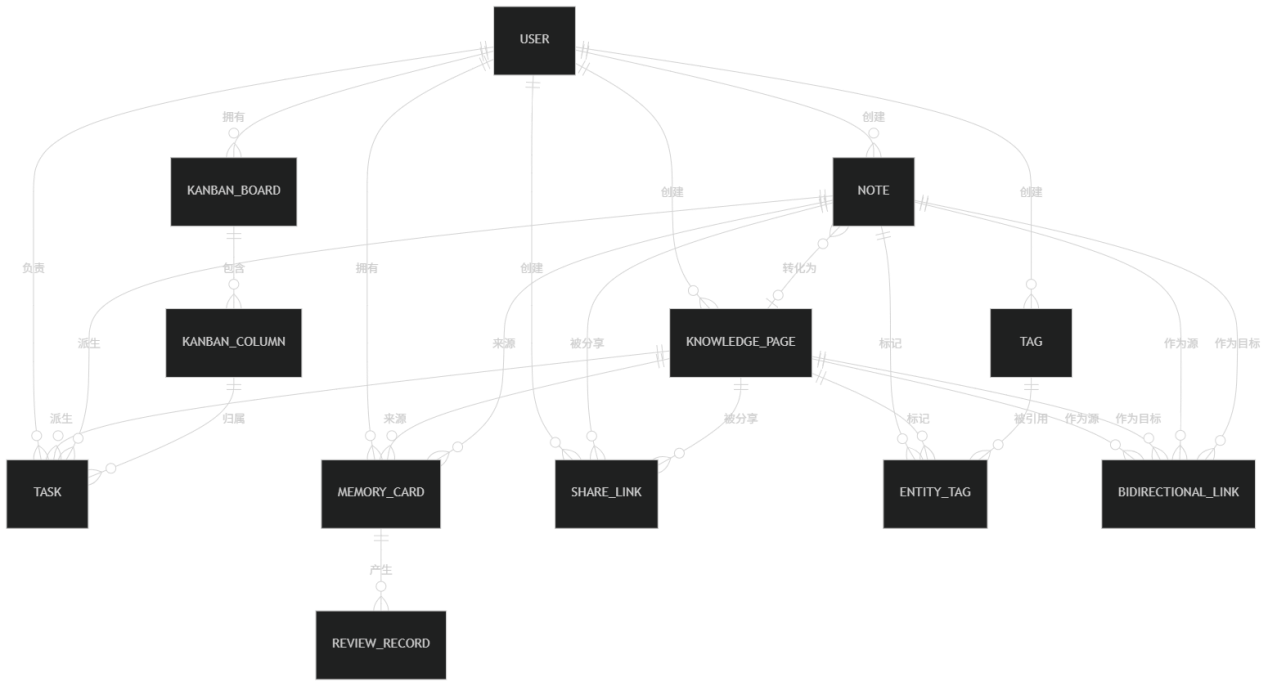 USER
拥有
创建
KANBAN_BOARD
创建
NOTE
创建
负责
包含
拥有
创建
转化为
KANBAN_COLUMN
派生
来源
被分享
KNOWLEDGE_PAGE
标记
TAG
作为源
作为目标
派生
归属
来源
被分享
标记
被引用
作为源
作为目标
TASK
MEMORY_CARD
SHARE_LINK
ENTITY_TAG
BIDIRECTIONAL_LINK
产生
REVIEW_RECORD